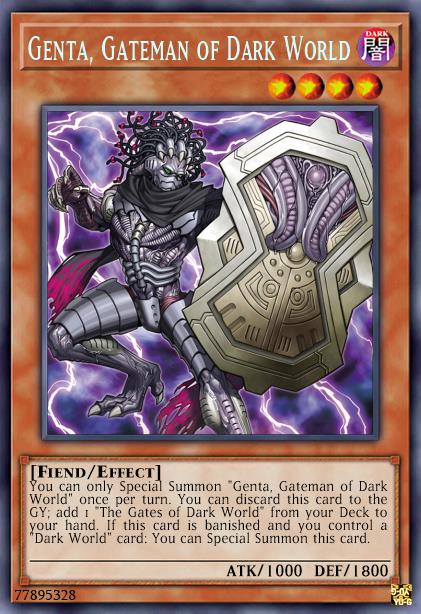 GENTA, GATEMAN OF DARK WORLD
DARK
闇
[FIEND/EFFECT]
You can only Special Summon "Genta, Gateman of Dark
World" once per turn. You can discard this card to the
GY; add 1 "The Gates of Dark World" from your Deck to
your hand. If this card is banished and you control a
"Dark World" card: You can Special Summon this card.
ATK/1000 DEF/1800
77895328